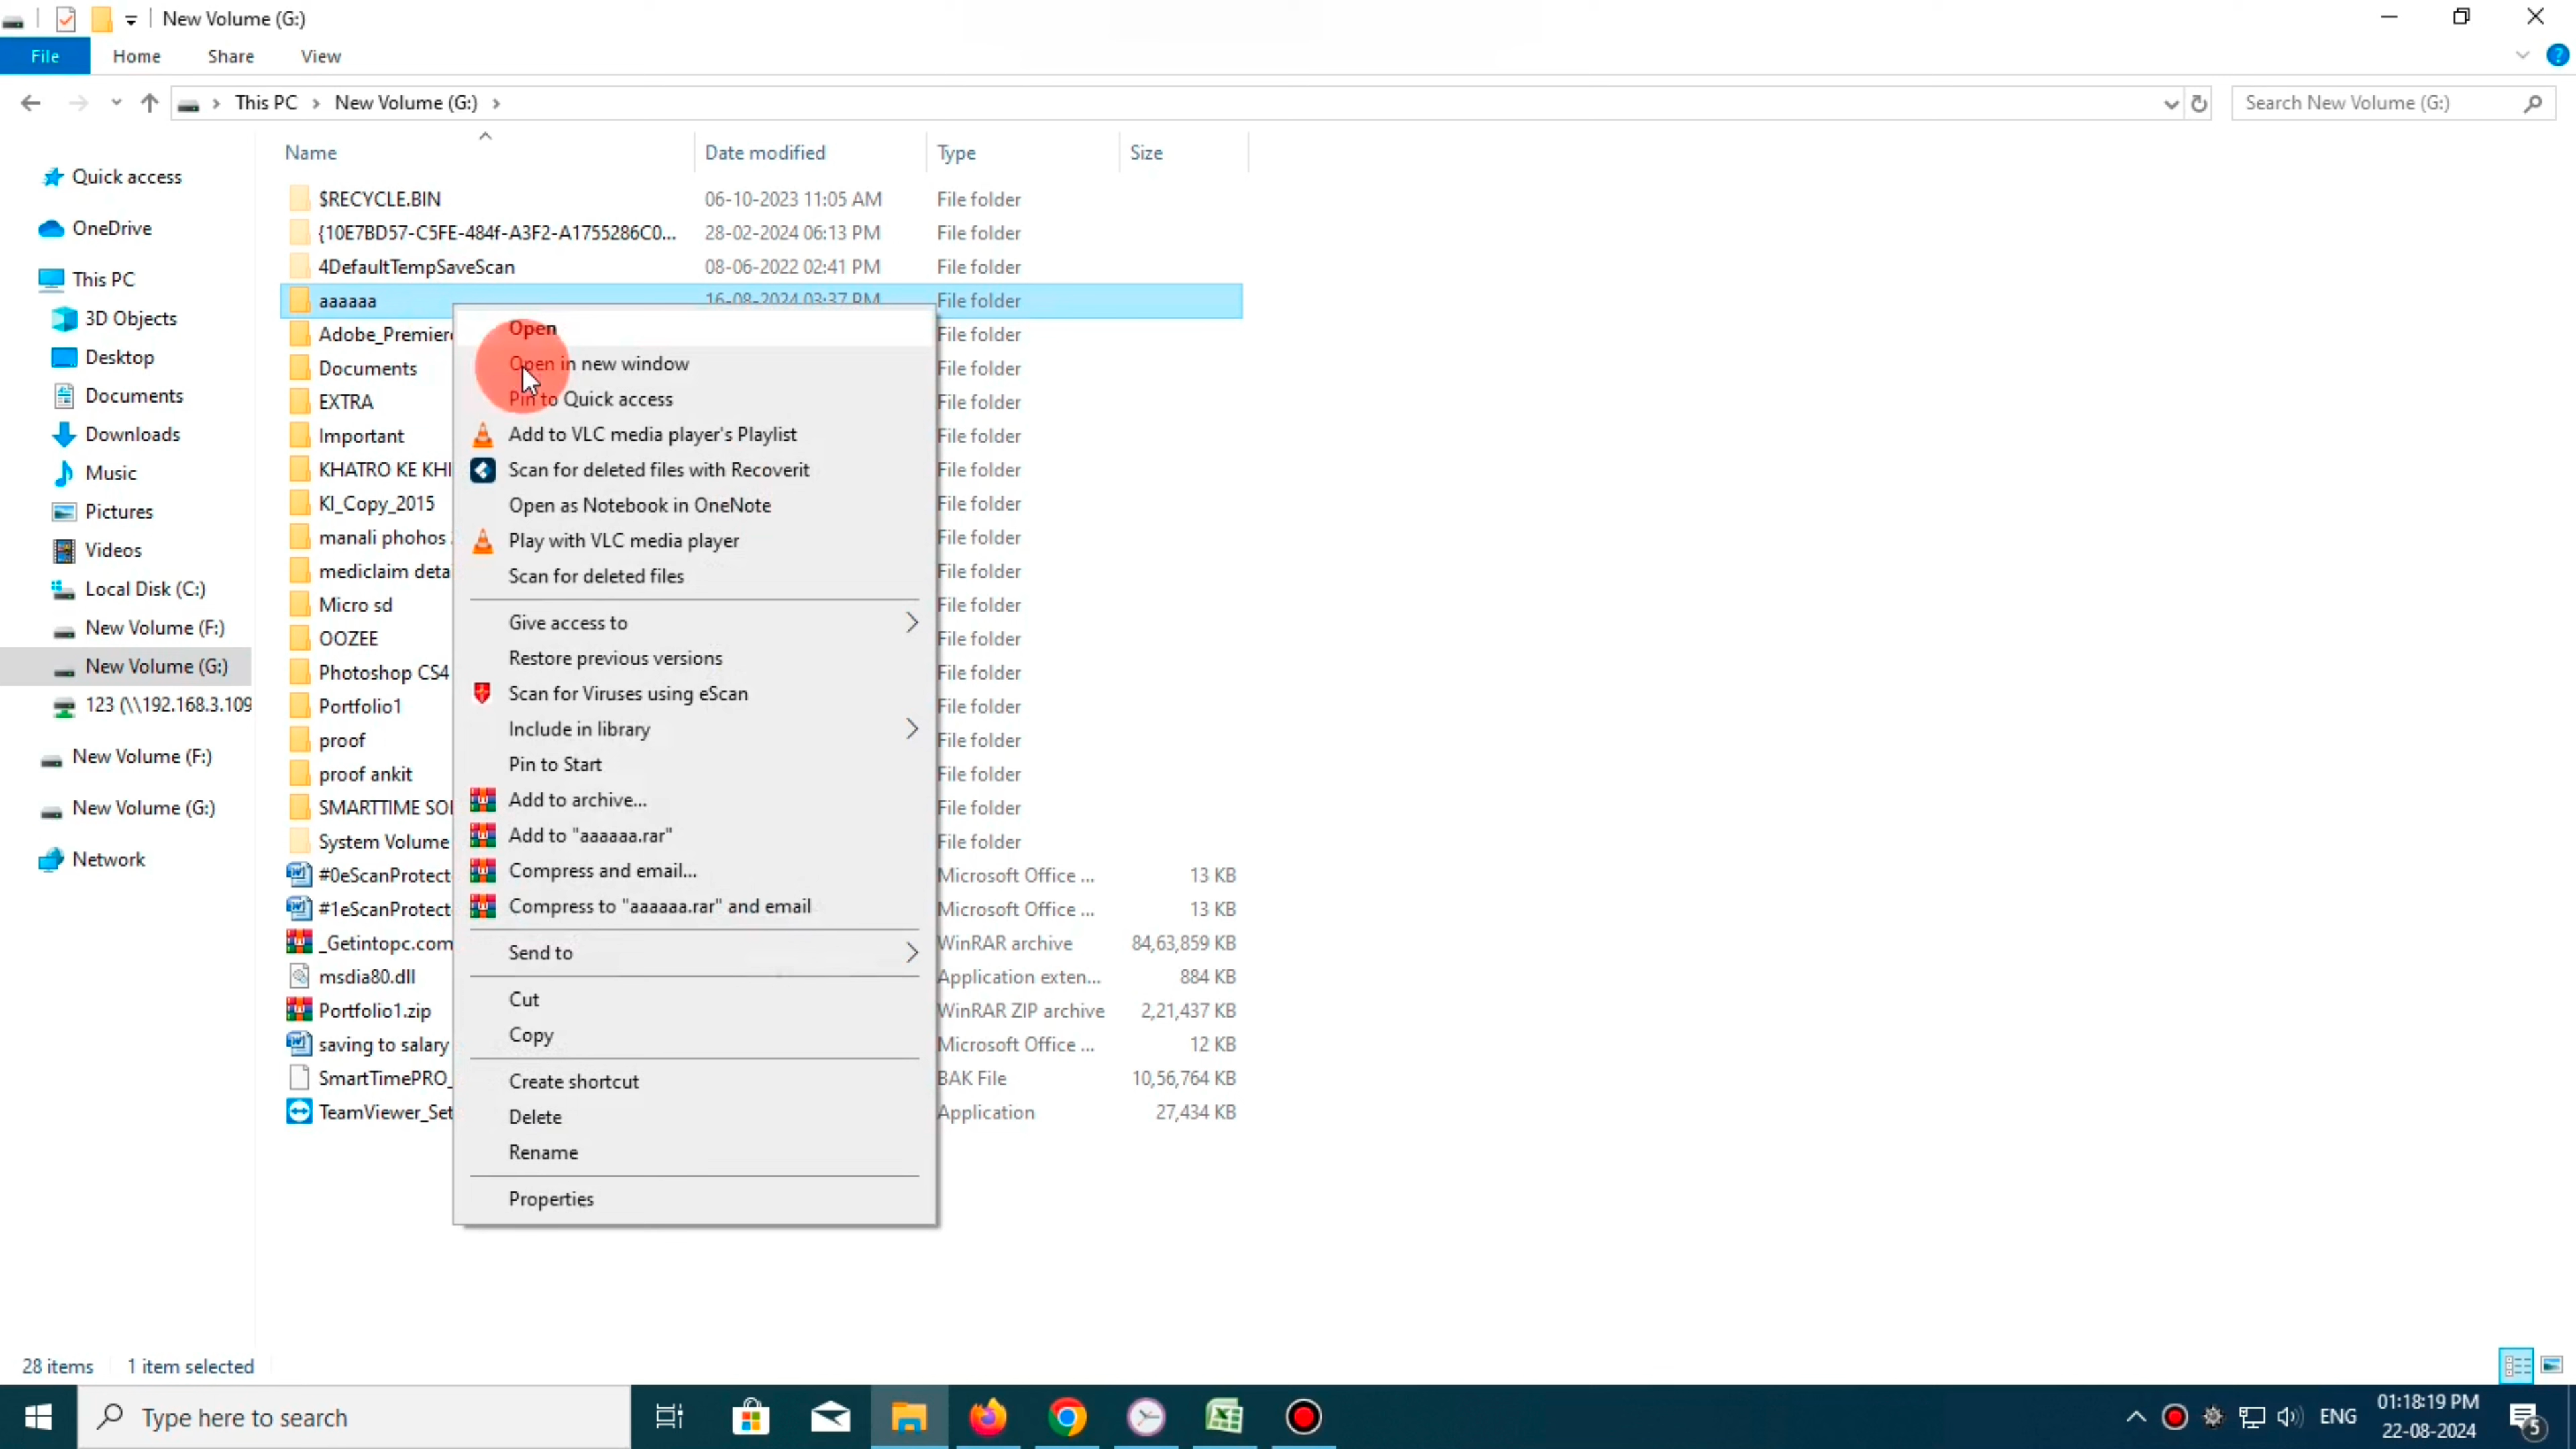 New Volume (G:)
File Home Share View
This PC New Volume (G:) Search New Volume (G:)
Name Date modified Type Size
Quick access
OneDrive
This PC
3D Objects
Desktop
Documents
Downloads
Music
Pictures
Videos
Local Disk (C:)
New Volume (F:)
New Volume (G:)
123 (\\192.168.3.109
New Volume (F:)
New Volume (G:)
Network
$RECYCLE.BIN 06-10-2023 11:05 AM File folder
{10E7BD57-C5FE-484f-A3F2-A1755286C0... 28-02-2024 06:13 PM File folder
4DefaultTempSaveScan 08-06-2022 02:41 PM File folder
aaaaaa 16-08-2024 03:37 PM File folder
Adobe_Premier File folder
Documents File folder
EXTRA File folder
Important File folder
KHATRO KE KHI File folder
KI_Copy_2015 File folder
manali phohos File folder
mediclaim deta File folder
Micro sd File folder
OOZEE File folder
Photoshop CS4 File folder
Portfolio1 File folder
proof File folder
proof ankit File folder
SMARTTIME SO File folder
System Volume File folder
#0eScanProtect Microsoft Office ... 13 KB
#1eScanProtect Microsoft Office ... 13 KB
_Getintopc.com WinRAR archive 84,63,859 KB
msdia80.dll Application exten... 884 KB
Portfolio1.zip WinRAR ZIP archive 2,21,437 KB
saving to salary Microsoft Office ... 12 KB
SmartTimePRO_ BAK File 10,56,764 KB
TeamViewer_Set Application 27,434 KB
Open
Open in new window
Pin to Quick access
Add to VLC media player's Playlist
Scan for deleted files with Recoverit
Open as Notebook in OneNote
Play with VLC media player
Scan for deleted files
Give access to
Restore previous versions
Scan for Viruses using eScan
Include in library
Pin to Start
Add to archive...
Add to "aaaaaa.rar"
Compress and email...
Compress to "aaaaaa.rar" and email
Send to
Cut
Copy
Create shortcut
Delete
Rename
Properties
28 items 1 item selected
Type here to search
ENG
01:18:19 PM
22-08-2024
5